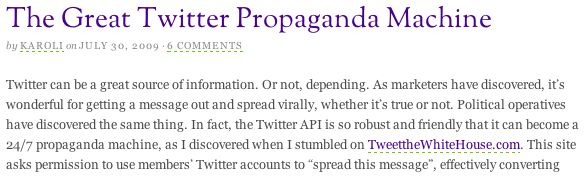 The Great Twitter Propaganda Machine
by KAROLI on JULY 30, 2009 · 6 COMMENTS
Twitter can be a great source of information. Or not, depending. As marketers have discovered, it's
wonderful for getting a message out and spread virally, whether it's true or not. Political operatives
have discovered the same thing. In fact, the Twitter API is so robust and friendly that it can become a
24/7 propaganda machine, as I discovered when I stumbled on TweettheWhiteHouse.com. This site
asks permission to use members' Twitter accounts to “spread this message”, effectively converting